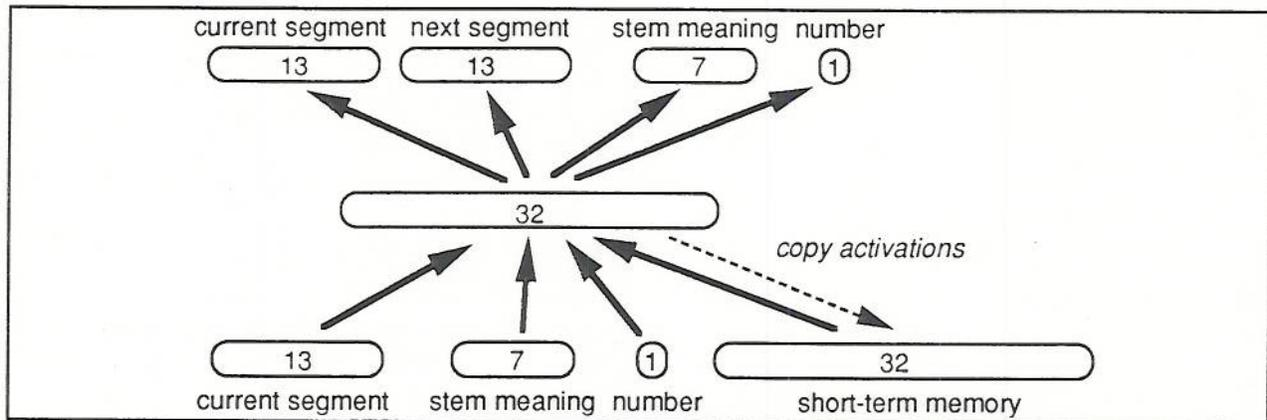 current segment next segment stem meaning number
13 13 7 1
32
copy activations
13 7 1 32
current segment stem meaning number short-term memory